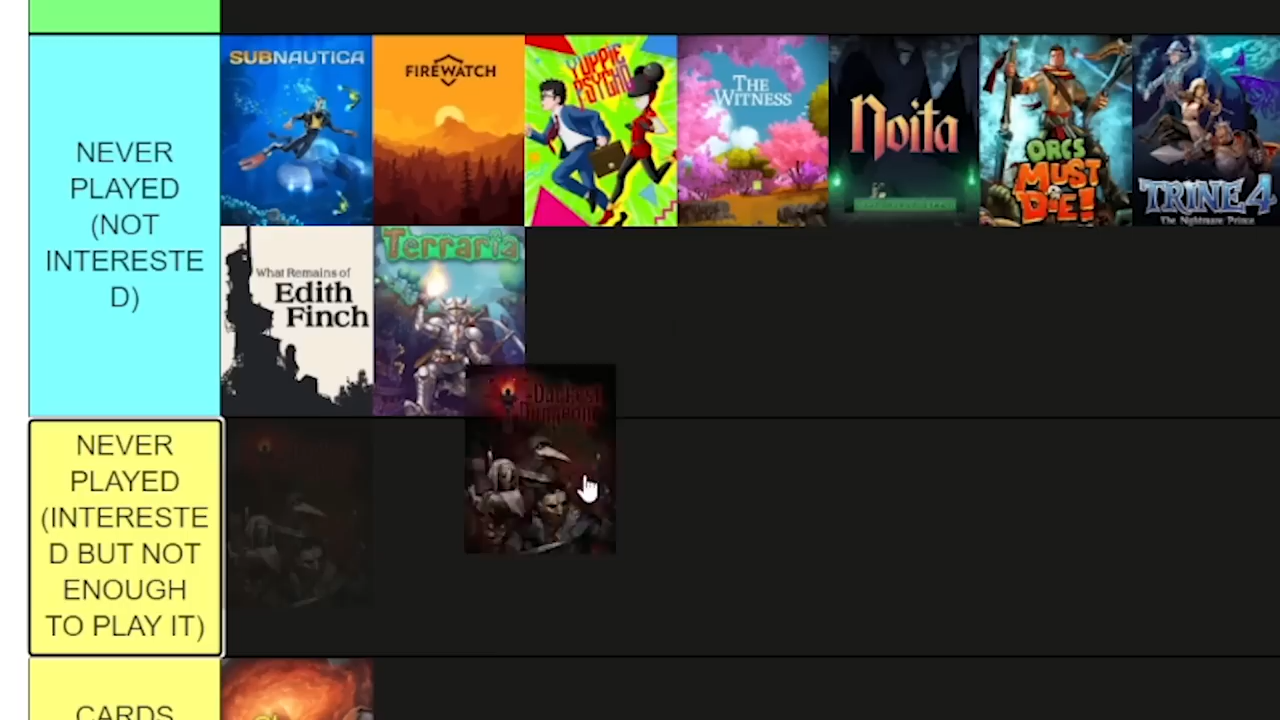 NEVER
PLAYED
(NOT
INTERESTE
D)
SUBNAUTICA
FIREWATCH
YUPPIE
PSYCHO
THE
WITNESS
Noita
ORCS
MUST
DIE!
TRINE 4
The Nightmare Prince
What Remains of
Edith
Finch
Terraria
Darkest
Dungeon
NEVER
PLAYED
(INTERESTE
D BUT NOT
ENOUGH
TO PLAY IT)
CARDS